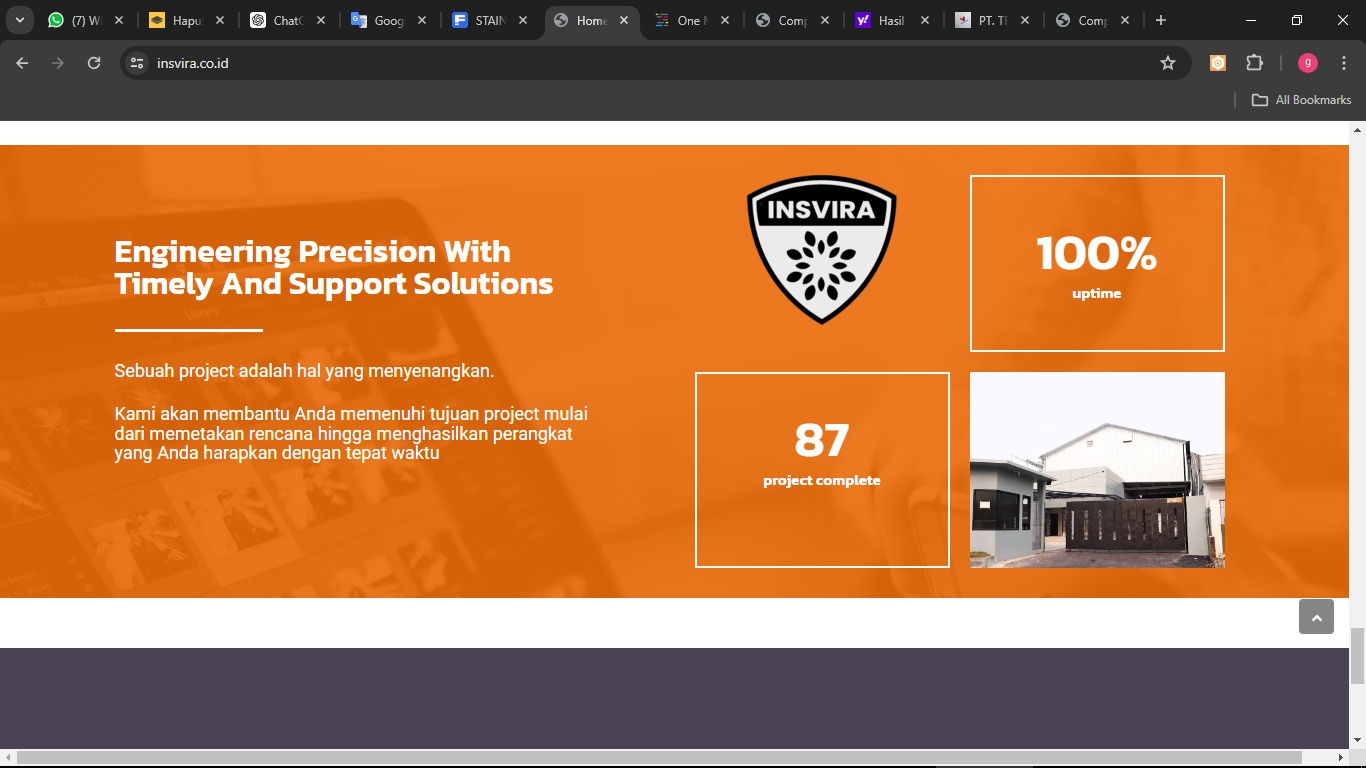 (7) W
Hapu
ChatG
Goog
STAIN
Home
One M
Comp
Hasil
PT. TH
Comp
insvira.co.id
g
All Bookmarks
Engineering Precision With
Timely And Support Solutions
Sebuah project adalah hal yang menyenangkan.
Kami akan membantu Anda memenuhi tujuan project mulai
dari memetakan rencana hingga menghasilkan perangkat
yang Anda harapkan dengan tepat waktu
INSVIRA
100%
uptime
87
project complete